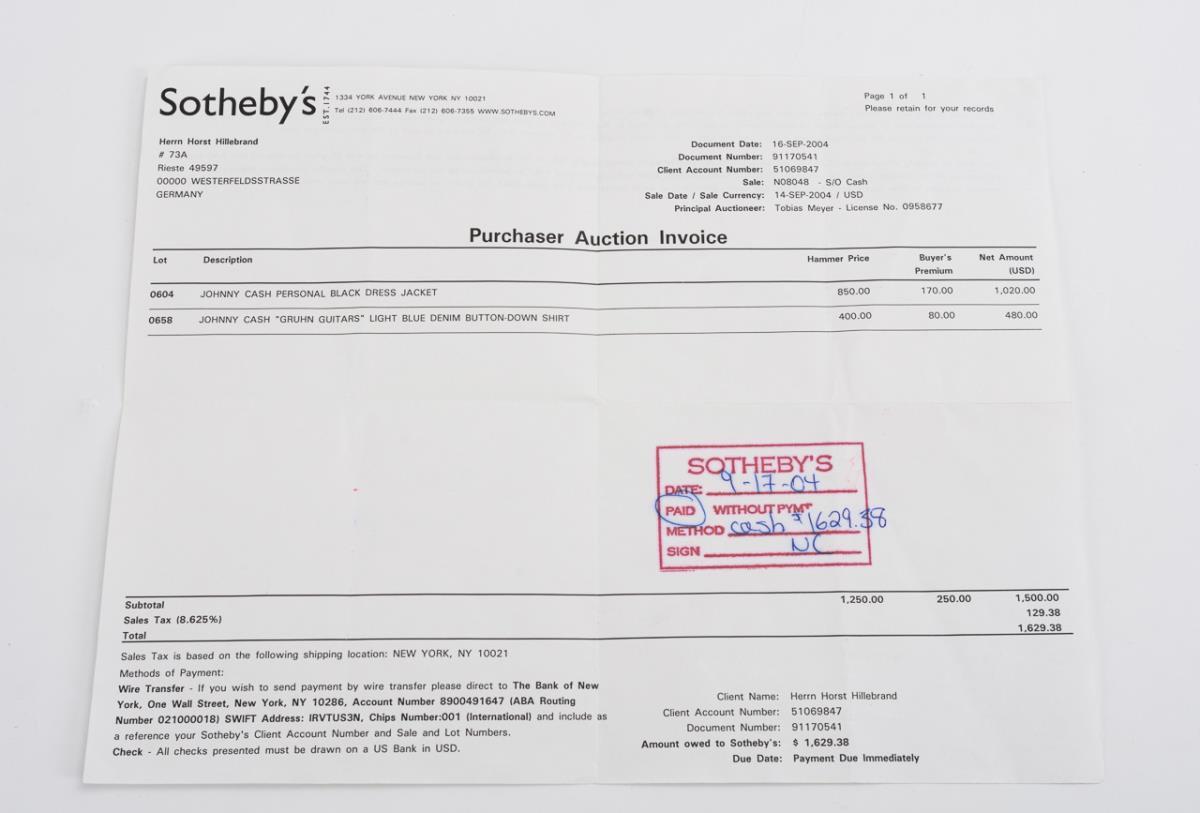 Sotheby's EST. 1744
1334 YORK AVENUE NEW YORK NY 10021
Tel (212) 606-7444 Fax (212) 606-7355 WWW.SOTHEBYS.COM
Page 1 of 1
Please retain for your records
Herrn Horst Hillebrand
# 73A
Rieste 49597
00000 WESTERFELDSSTRASSE
GERMANY
Document Date: 16-SEP-2004
Document Number: 91170541
Client Account Number: 51069847
Sale: N08048 - S/O Cash
Sale Date / Sale Currency: 14-SEP-2004 / USD
Principal Auctioneer: Tobias Meyer - License No. 0958677
Purchaser Auction Invoice
Lot Description Hammer Price Buyer's Premium Net Amount (USD)
0604 JOHNNY CASH PERSONAL BLACK DRESS JACKET 850.00 170.00 1,020.00
0658 JOHNNY CASH "GRUHN GUITARS" LIGHT BLUE DENIM BUTTON-DOWN SHIRT 400.00 80.00 480.00
SOTHEBY'S
DATE: 9-17-04
PAID WITHOUT PYMT
METHOD cash $1629.38
SIGN NC
Subtotal 1,250.00 250.00 1,500.00
Sales Tax (8.625%) 129.38
Total 1,629.38
Sales Tax is based on the following shipping location: NEW YORK, NY 10021
Methods of Payment:
Wire Transfer - If you wish to send payment by wire transfer please direct to The Bank of New
York, One Wall Street, New York, NY 10286, Account Number 8900491647 (ABA Routing
Number 021000018) SWIFT Address: IRVTUS3N, Chips Number:001 (International) and include as
a reference your Sotheby's Client Account Number and Sale and Lot Numbers.
Check - All checks presented must be drawn on a US Bank in USD.
Client Name: Herrn Horst Hillebrand
Client Account Number: 51069847
Document Number: 91170541
Amount owed to Sotheby's: $ 1,629.38
Due Date: Payment Due Immediately